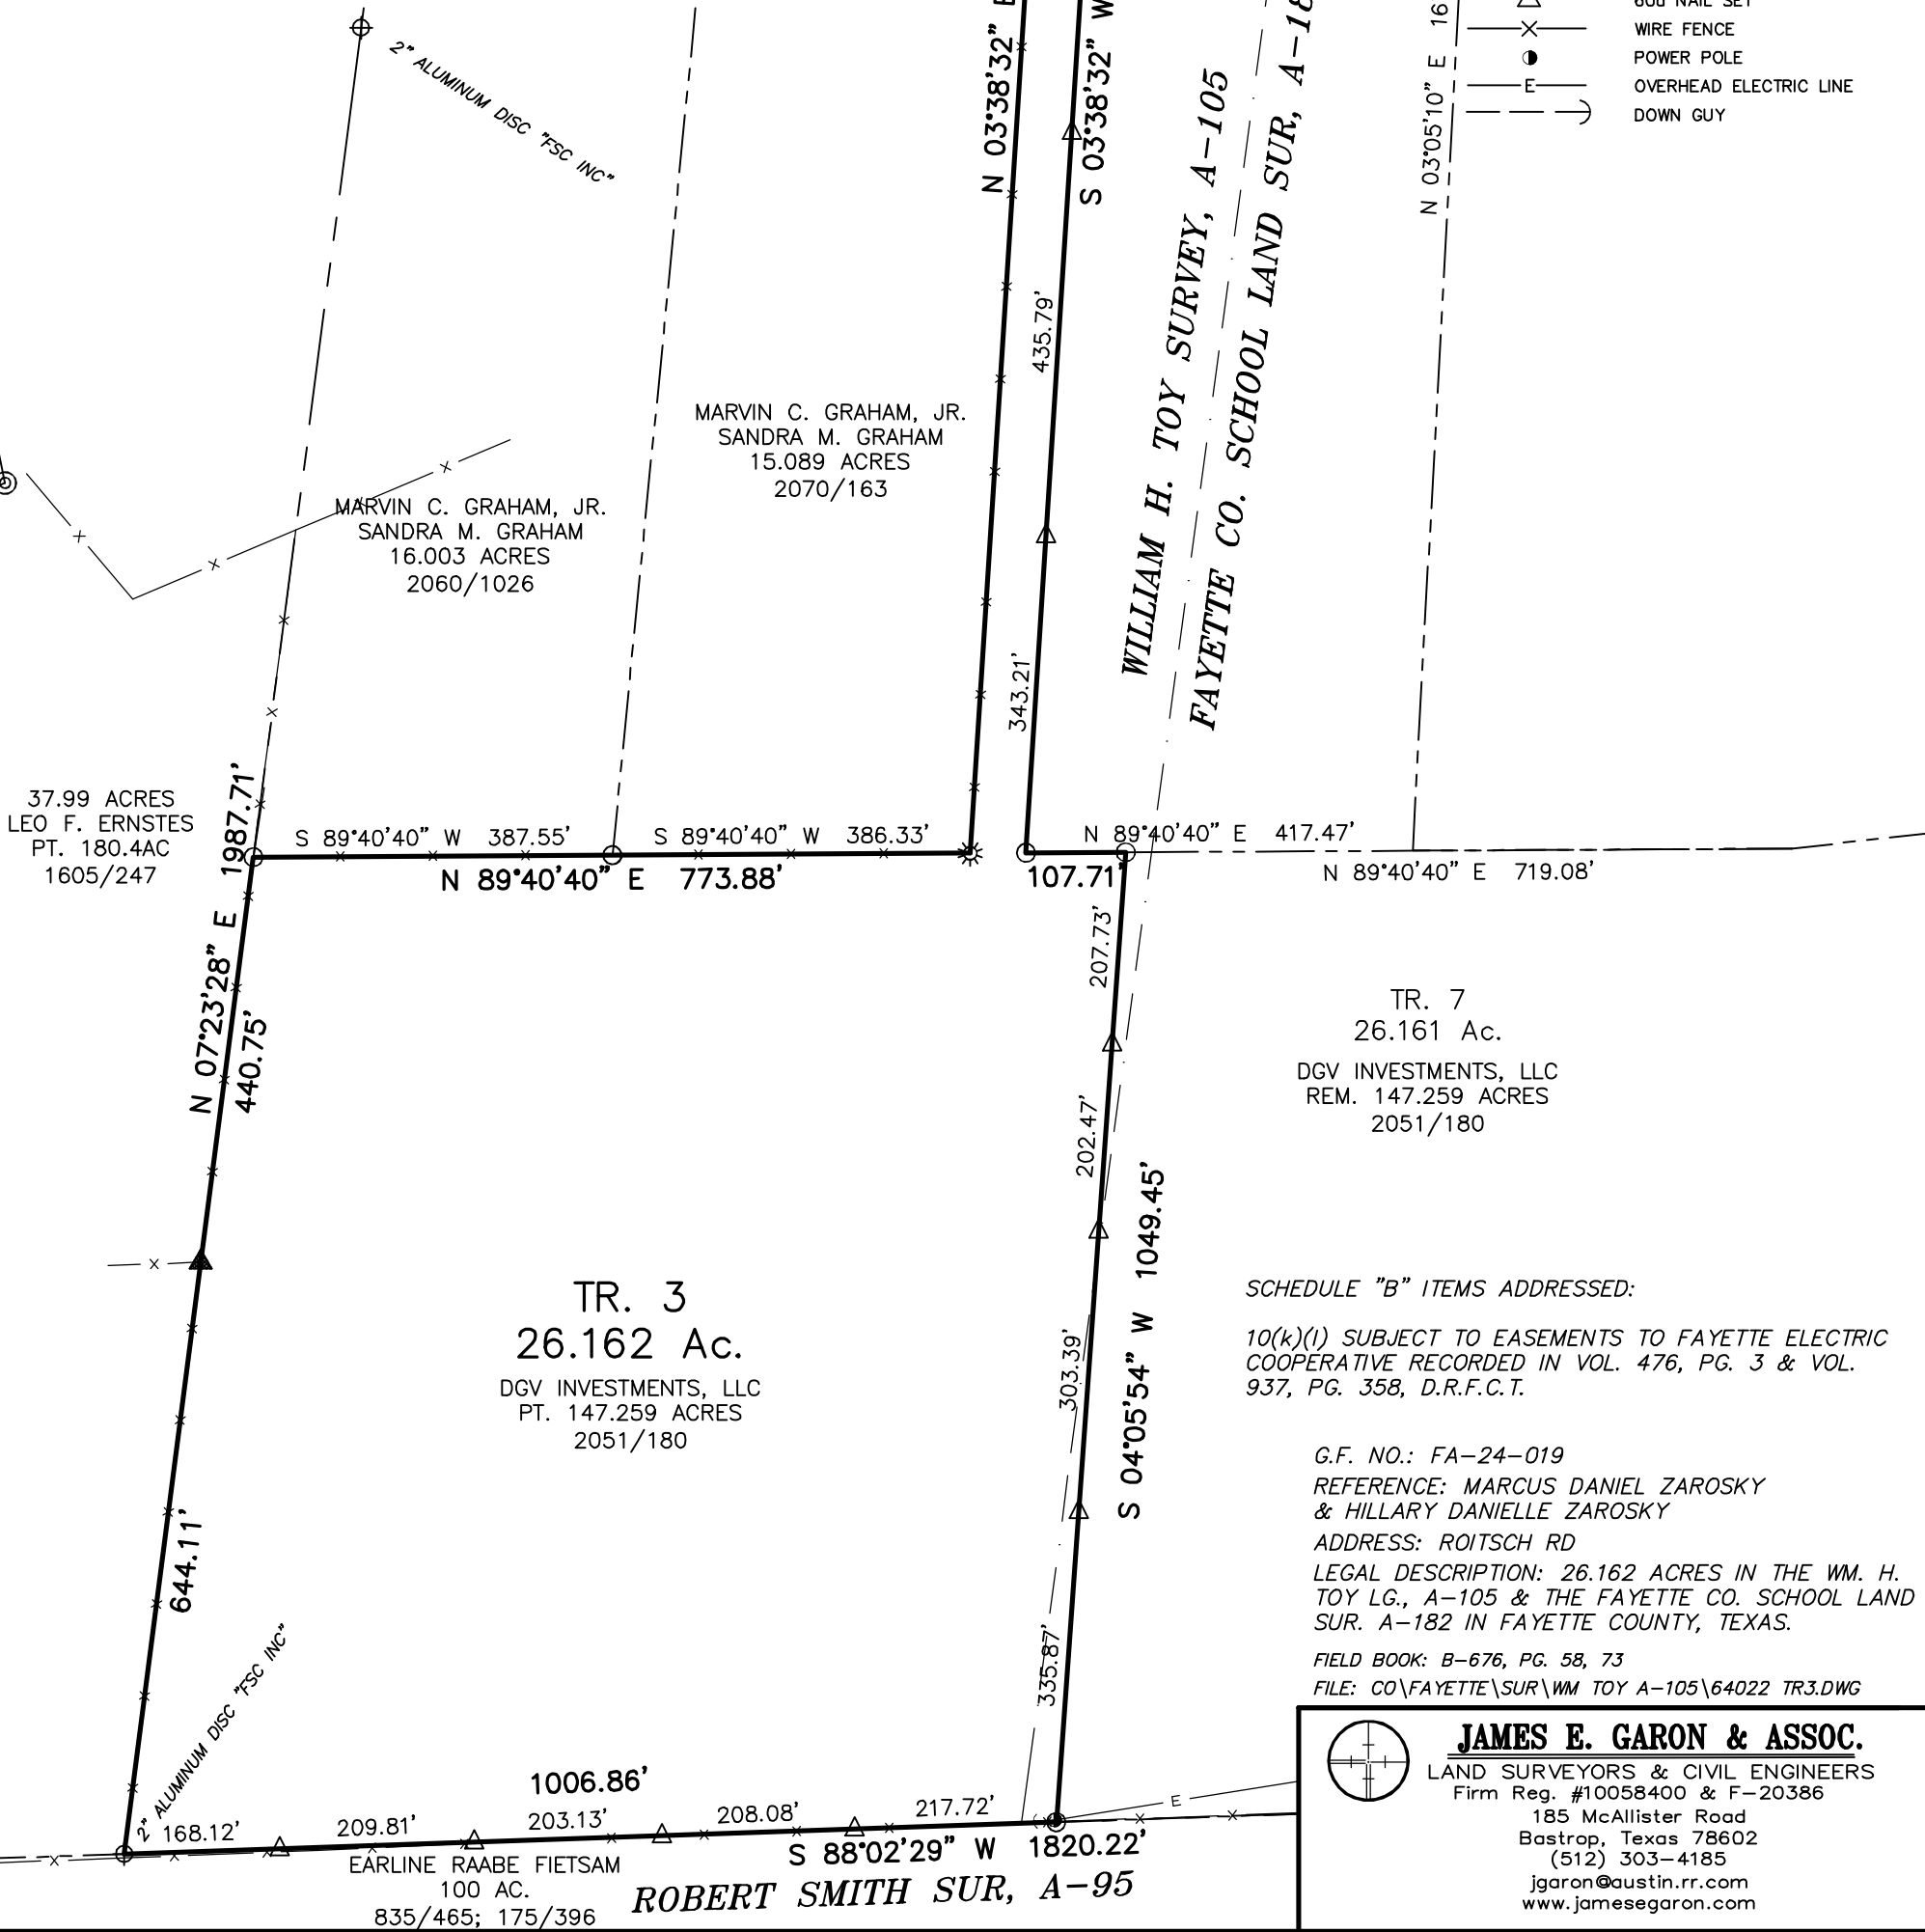 60d NAIL SET
WIRE FENCE
POWER POLE
E
OVERHEAD ELECTRIC LINE
DOWN GUY
2" ALUMINUM DISC "FSC INC"
N 03°38'32" E
S 03°38'32" W
WILLIAM H. TOY SURVEY, A-105
FAYETTE CO. SCHOOL LAND SUR, A-18
N 03°05'10" E 16
435.79'
343.21'
MARVIN C. GRAHAM, JR.
SANDRA M. GRAHAM
15.089 ACRES
2070/163
MARVIN C. GRAHAM, JR.
SANDRA M. GRAHAM
16.003 ACRES
2060/1026
37.99 ACRES
LEO F. ERNSTES
PT. 180.4AC
1605/247
N 07°23'28" E 1987.71'
440.75'
S 89°40'40" W 387.55'
S 89°40'40" W 386.33'
N 89°40'40" E 773.88'
N 89°40'40" E 417.47'
107.71'
N 89°40'40" E 719.08'
207.73'
202.47'
303.39'
335.87'
S 04°05'54" W 1049.45'
TR. 7
26.161 Ac.
DGV INVESTMENTS, LLC
REM. 147.259 ACRES
2051/180
TR. 3
26.162 Ac.
DGV INVESTMENTS, LLC
PT. 147.259 ACRES
2051/180
644.11'
2" ALUMINUM DISC "FSC INC"
1006.86'
168.12'
209.81'
203.13'
208.08'
217.72'
S 88°02'29" W 1820.22'
E
EARLINE RAABE FIETSAM
100 AC.
835/465; 175/396
ROBERT SMITH SUR, A-95
SCHEDULE "B" ITEMS ADDRESSED:
10(k)(l) SUBJECT TO EASEMENTS TO FAYETTE ELECTRIC
COOPERATIVE RECORDED IN VOL. 476, PG. 3 & VOL.
937, PG. 358, D.R.F.C.T.
G.F. NO.: FA-24-019
REFERENCE: MARCUS DANIEL ZAROSKY
& HILLARY DANIELLE ZAROSKY
ADDRESS: ROITSCH RD
LEGAL DESCRIPTION: 26.162 ACRES IN THE WM. H.
TOY LG., A-105 & THE FAYETTE CO. SCHOOL LAND
SUR. A-182 IN FAYETTE COUNTY, TEXAS.
FIELD BOOK: B-676, PG. 58, 73
FILE: CO\FAYETTE\SUR\WM TOY A-105\64022 TR3.DWG
JAMES E. GARON & ASSOC.
LAND SURVEYORS & CIVIL ENGINEERS
Firm Reg. #10058400 & F-20386
185 McAllister Road
Bastrop, Texas 78602
(512) 303-4185
jgaron@austin.rr.com
www.jamesegaron.com